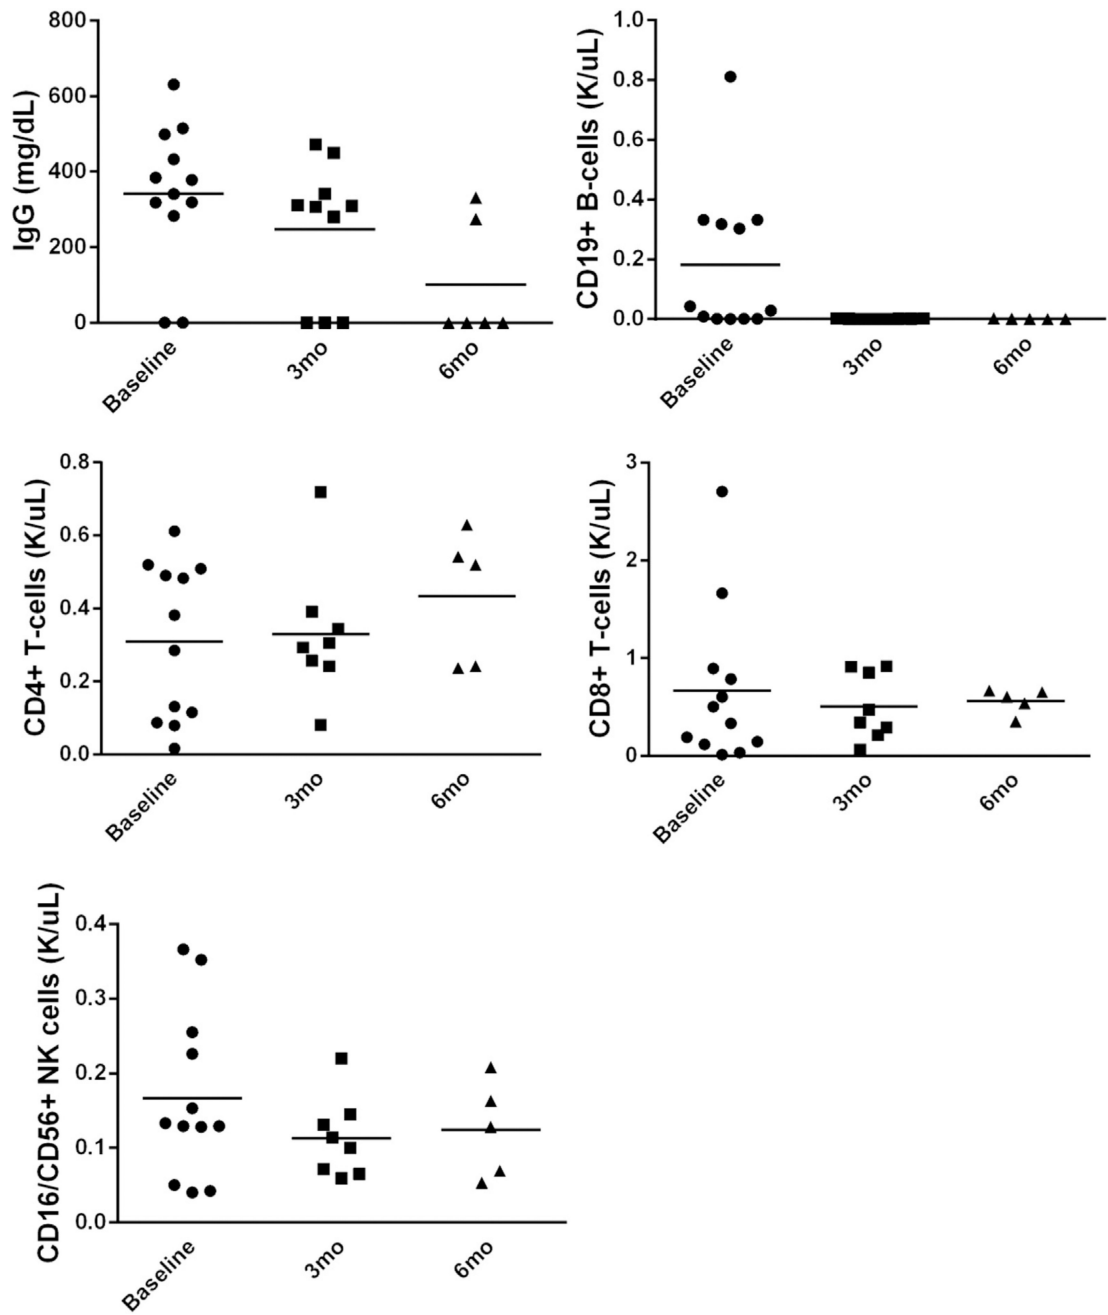 IgG (mg/dL)
800
600
400
200
0
Baseline
3mo
6mo
CD19+ B-cells (K/uL)
1.0
0.8
0.6
0.4
0.2
0.0
Baseline
3mo
6mo
CD4+ T-cells (K/uL)
0.8
0.6
0.4
0.2
0.0
Baseline
3mo
6mo
CD8+ T-cells (K/uL)
3
2
1
0
Baseline
3mo
6mo
CD16/CD56+ NK cells (K/uL)
0.4
0.3
0.2
0.1
0.0
Baseline
3mo
6mo